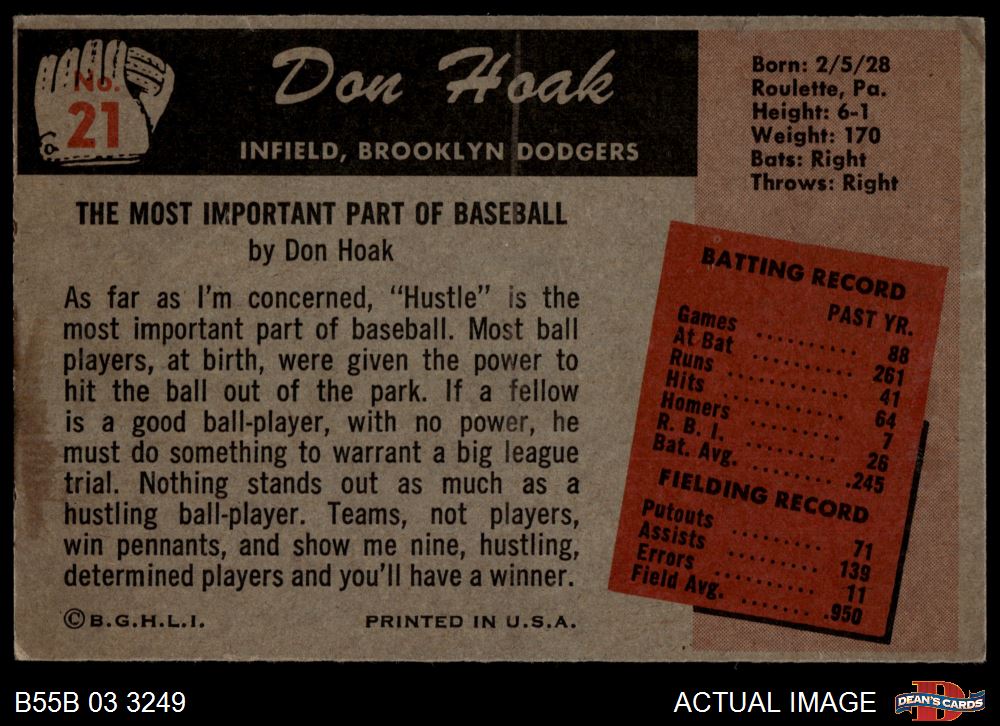 No.
21
Don Hoak
INFIELD, BROOKLYN DODGERS
Born: 2/5/28
Roulette, Pa.
Height: 6-1
Weight: 170
Bats: Right
Throws: Right
THE MOST IMPORTANT PART OF BASEBALL
by Don Hoak
As far as I'm concerned, "Hustle" is the
most important part of baseball. Most ball
players, at birth, were given the power to
hit the ball out of the park. If a fellow
is a good ball-player, with no power, he
must do something to warrant a big league
trial. Nothing stands out as much as a
hustling ball-player. Teams, not players,
win pennants, and show me nine, hustling,
determined players and you'll have a winner.
© B.G.H.L.I. PRINTED IN U.S.A.
BATTING RECORD
PAST YR.
Games .......... 88
At Bat .......... 261
Runs .......... 41
Hits .......... 64
Homers .......... 7
R. B. I. .......... 26
Bat. Avg. .......... .245
FIELDING RECORD
Putouts .......... 71
Assists .......... 139
Errors .......... 11
Field Avg. ....... .950
B55B 03 3249
ACTUAL IMAGE
D
DEAN'S CARDS